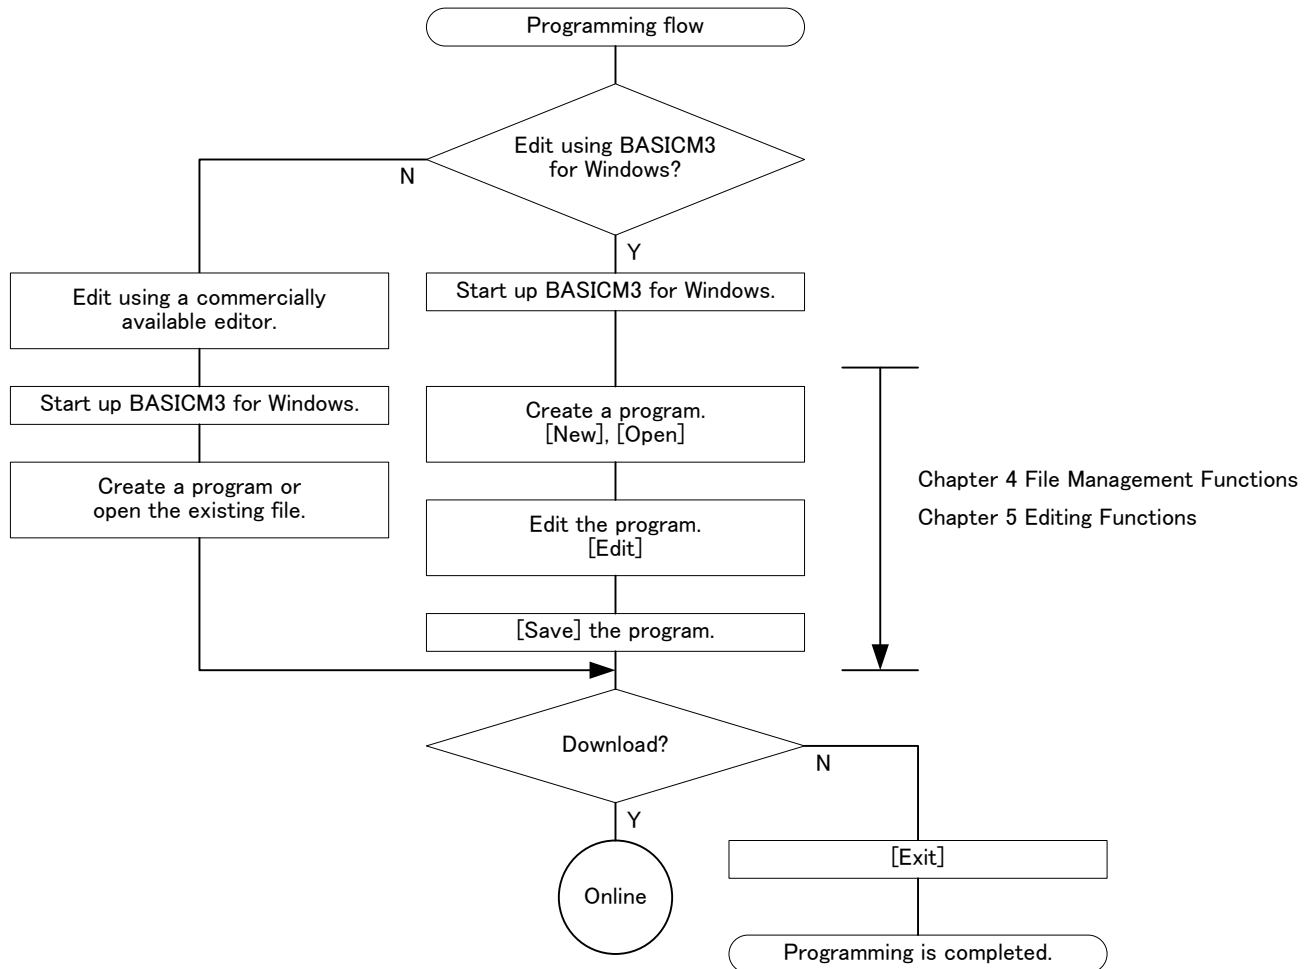 Programming flow
Edit using BASICM3
for Windows?
N
Y
Edit using a commercially
available editor.
Start up BASICM3 for Windows.
Start up BASICM3 for Windows.
Create a program or
open the existing file.
Create a program.
[New], [Open]
Edit the program.
[Edit]
[Save] the program.
Chapter 4 File Management Functions
Chapter 5 Editing Functions
Download?
N
Y
Online
[Exit]
Programming is completed.